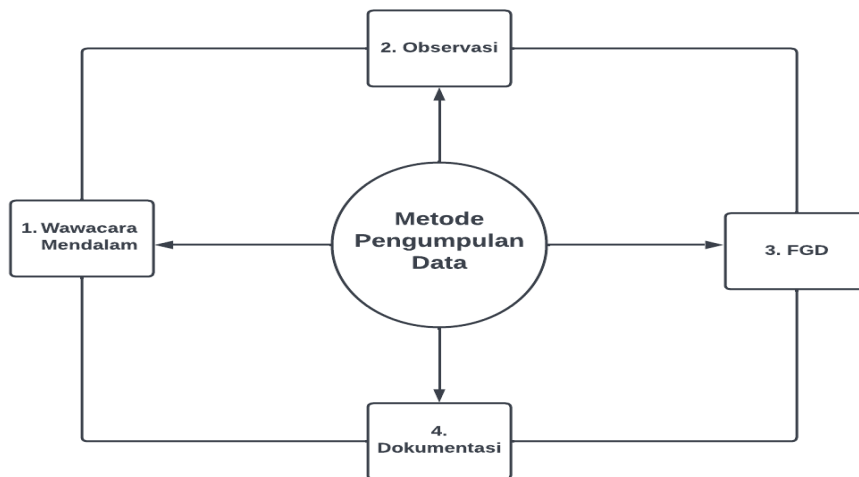 2. Observasi
1. Wawacara
Mendalam
Metode
Pengumpulan
Data
3. FGD
4.
Dokumentasi